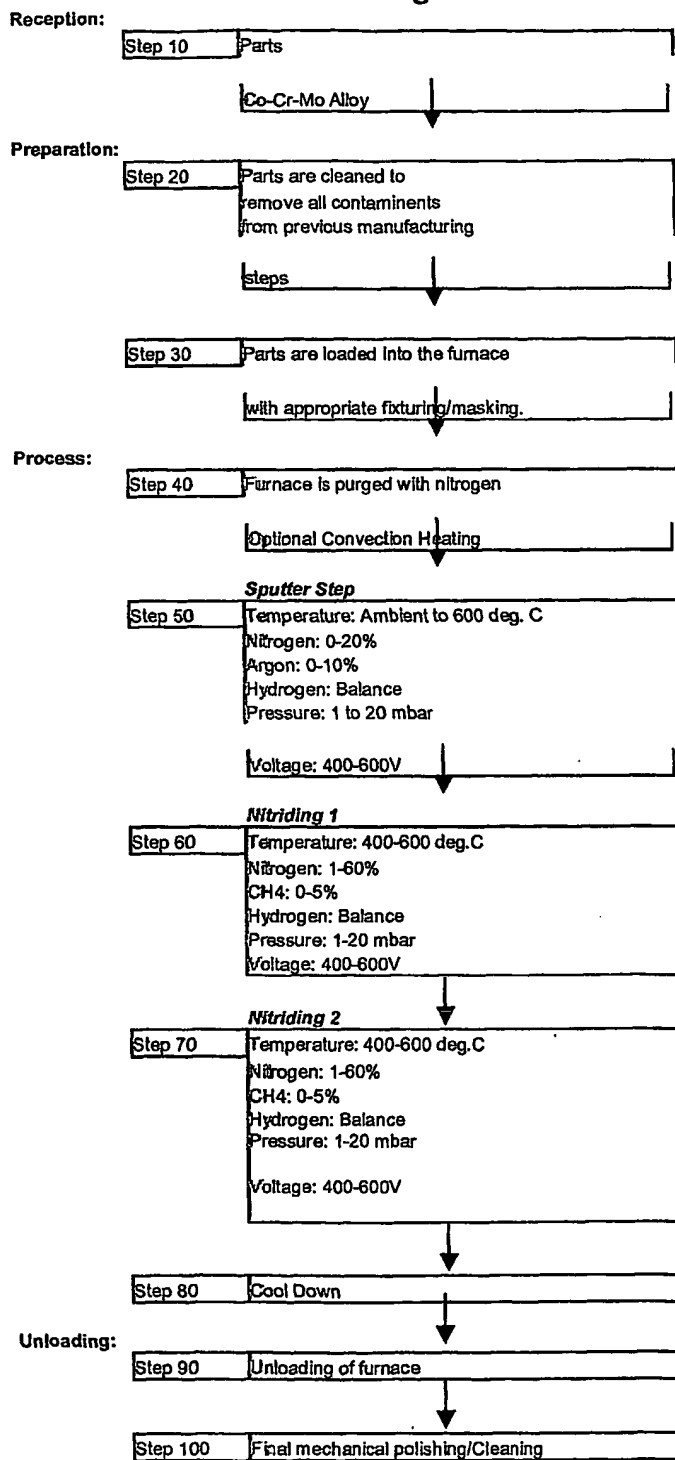 Reception:
Step 10 Parts
Co-Cr-Mo Alloy
Preparation:
Step 20 Parts are cleaned to
remove all contaminents
from previous manufacturing
steps
Step 30 Parts are loaded into the furnace
with appropriate fixturing/masking.
Process:
Step 40 Furnace is purged with nitrogen
Optional Convection Heating
Sputter Step
Step 50 Temperature: Ambient to 600 deg. C
Nitrogen: 0-20%
Argon: 0-10%
Hydrogen: Balance
Pressure: 1 to 20 mbar
Voltage: 400-600V
Nitriding 1
Step 60 Temperature: 400-600 deg.C
Nitrogen: 1-60%
CH4: 0-5%
Hydrogen: Balance
Pressure: 1-20 mbar
Voltage: 400-600V
Nitriding 2
Step 70 Temperature: 400-600 deg.C
Nitrogen: 1-60%
CH4: 0-5%
Hydrogen: Balance
Pressure: 1-20 mbar
Voltage: 400-600V
Step 80 Cool Down
Unloading:
Step 90 Unloading of furnace
Step 100 Final mechanical polishing/Cleaning